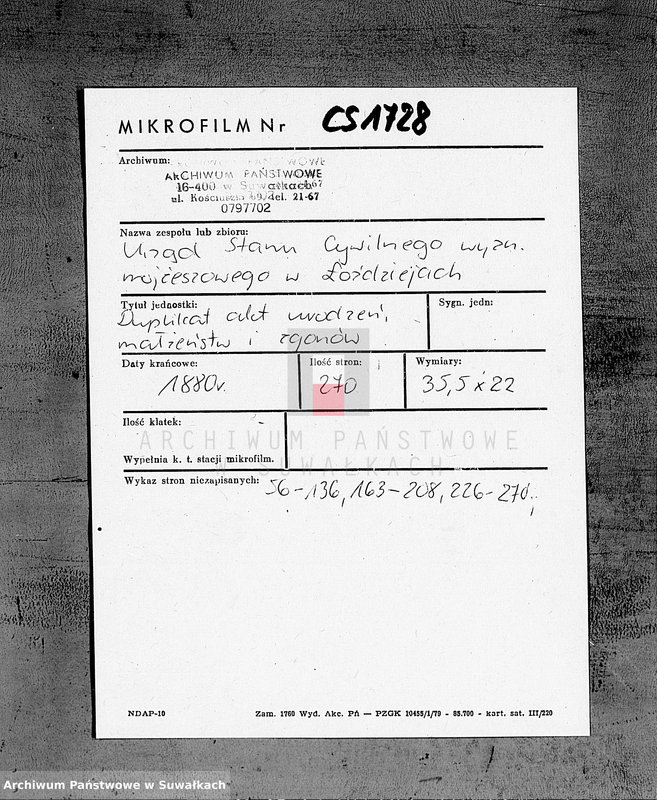 MIKROFILM Nr CS1728
Archiwum:
ARCHIWUM PAŃSTWOWE
16-400 w Suwałkach
ul. Kościuszki 69, tel. 21-67
0797702
Nazwa zespołu lub zbioru:
Urząd Stanu Cywilnego wyzn.
mojżeszowego w Łoździejach
Tytuł jednostki:
Sygn. jedn:
Duplikat akt urodzeń,
małżeństw i zgonów
Daty krańcowe:
Ilość stron:
Wymiary:
1880r.
270
35,5 x 22
Ilość klatek:
ARCHIWUM PAŃSTWOWE
W SUWAŁKACH
Wypełnia k. t. stacji mikrofilm.
Wykaz stron niezapisanych: 56-136, 163-208, 226-270.
NDAP-10
Zam. 1760 Wyd. Akc. Pń — PZGK 10455/1/79 - 85.700 - kart. sat. III/220
Archiwum Państwowe w Suwałkach